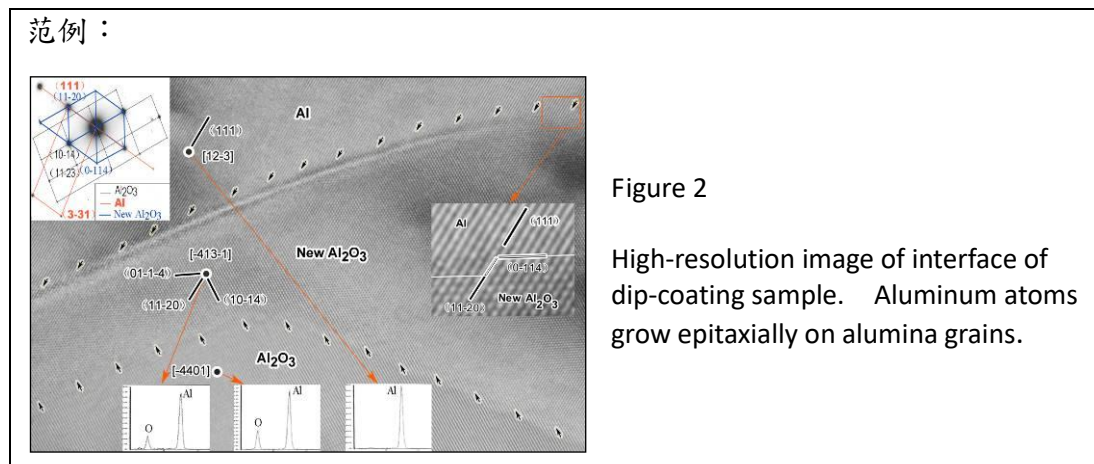 范例：
(111)
(11-20)
(10-14)
(11-23)
(0-114)
Al₂O₃
Al
New Al₂O₃
3-31)
Al
(111)
[12-3]
[-413-1]
New Al₂O₃
(01-1-4)
(11-20)
(10-14)
Al₂O₃
[-4401]
Al
(111)
(0-114)
(11-20)
New Al₂O₃
Al
O
Al
O
Al
Figure 2
High-resolution image of interface of
dip-coating sample. Aluminum atoms
grow epitaxially on alumina grains.